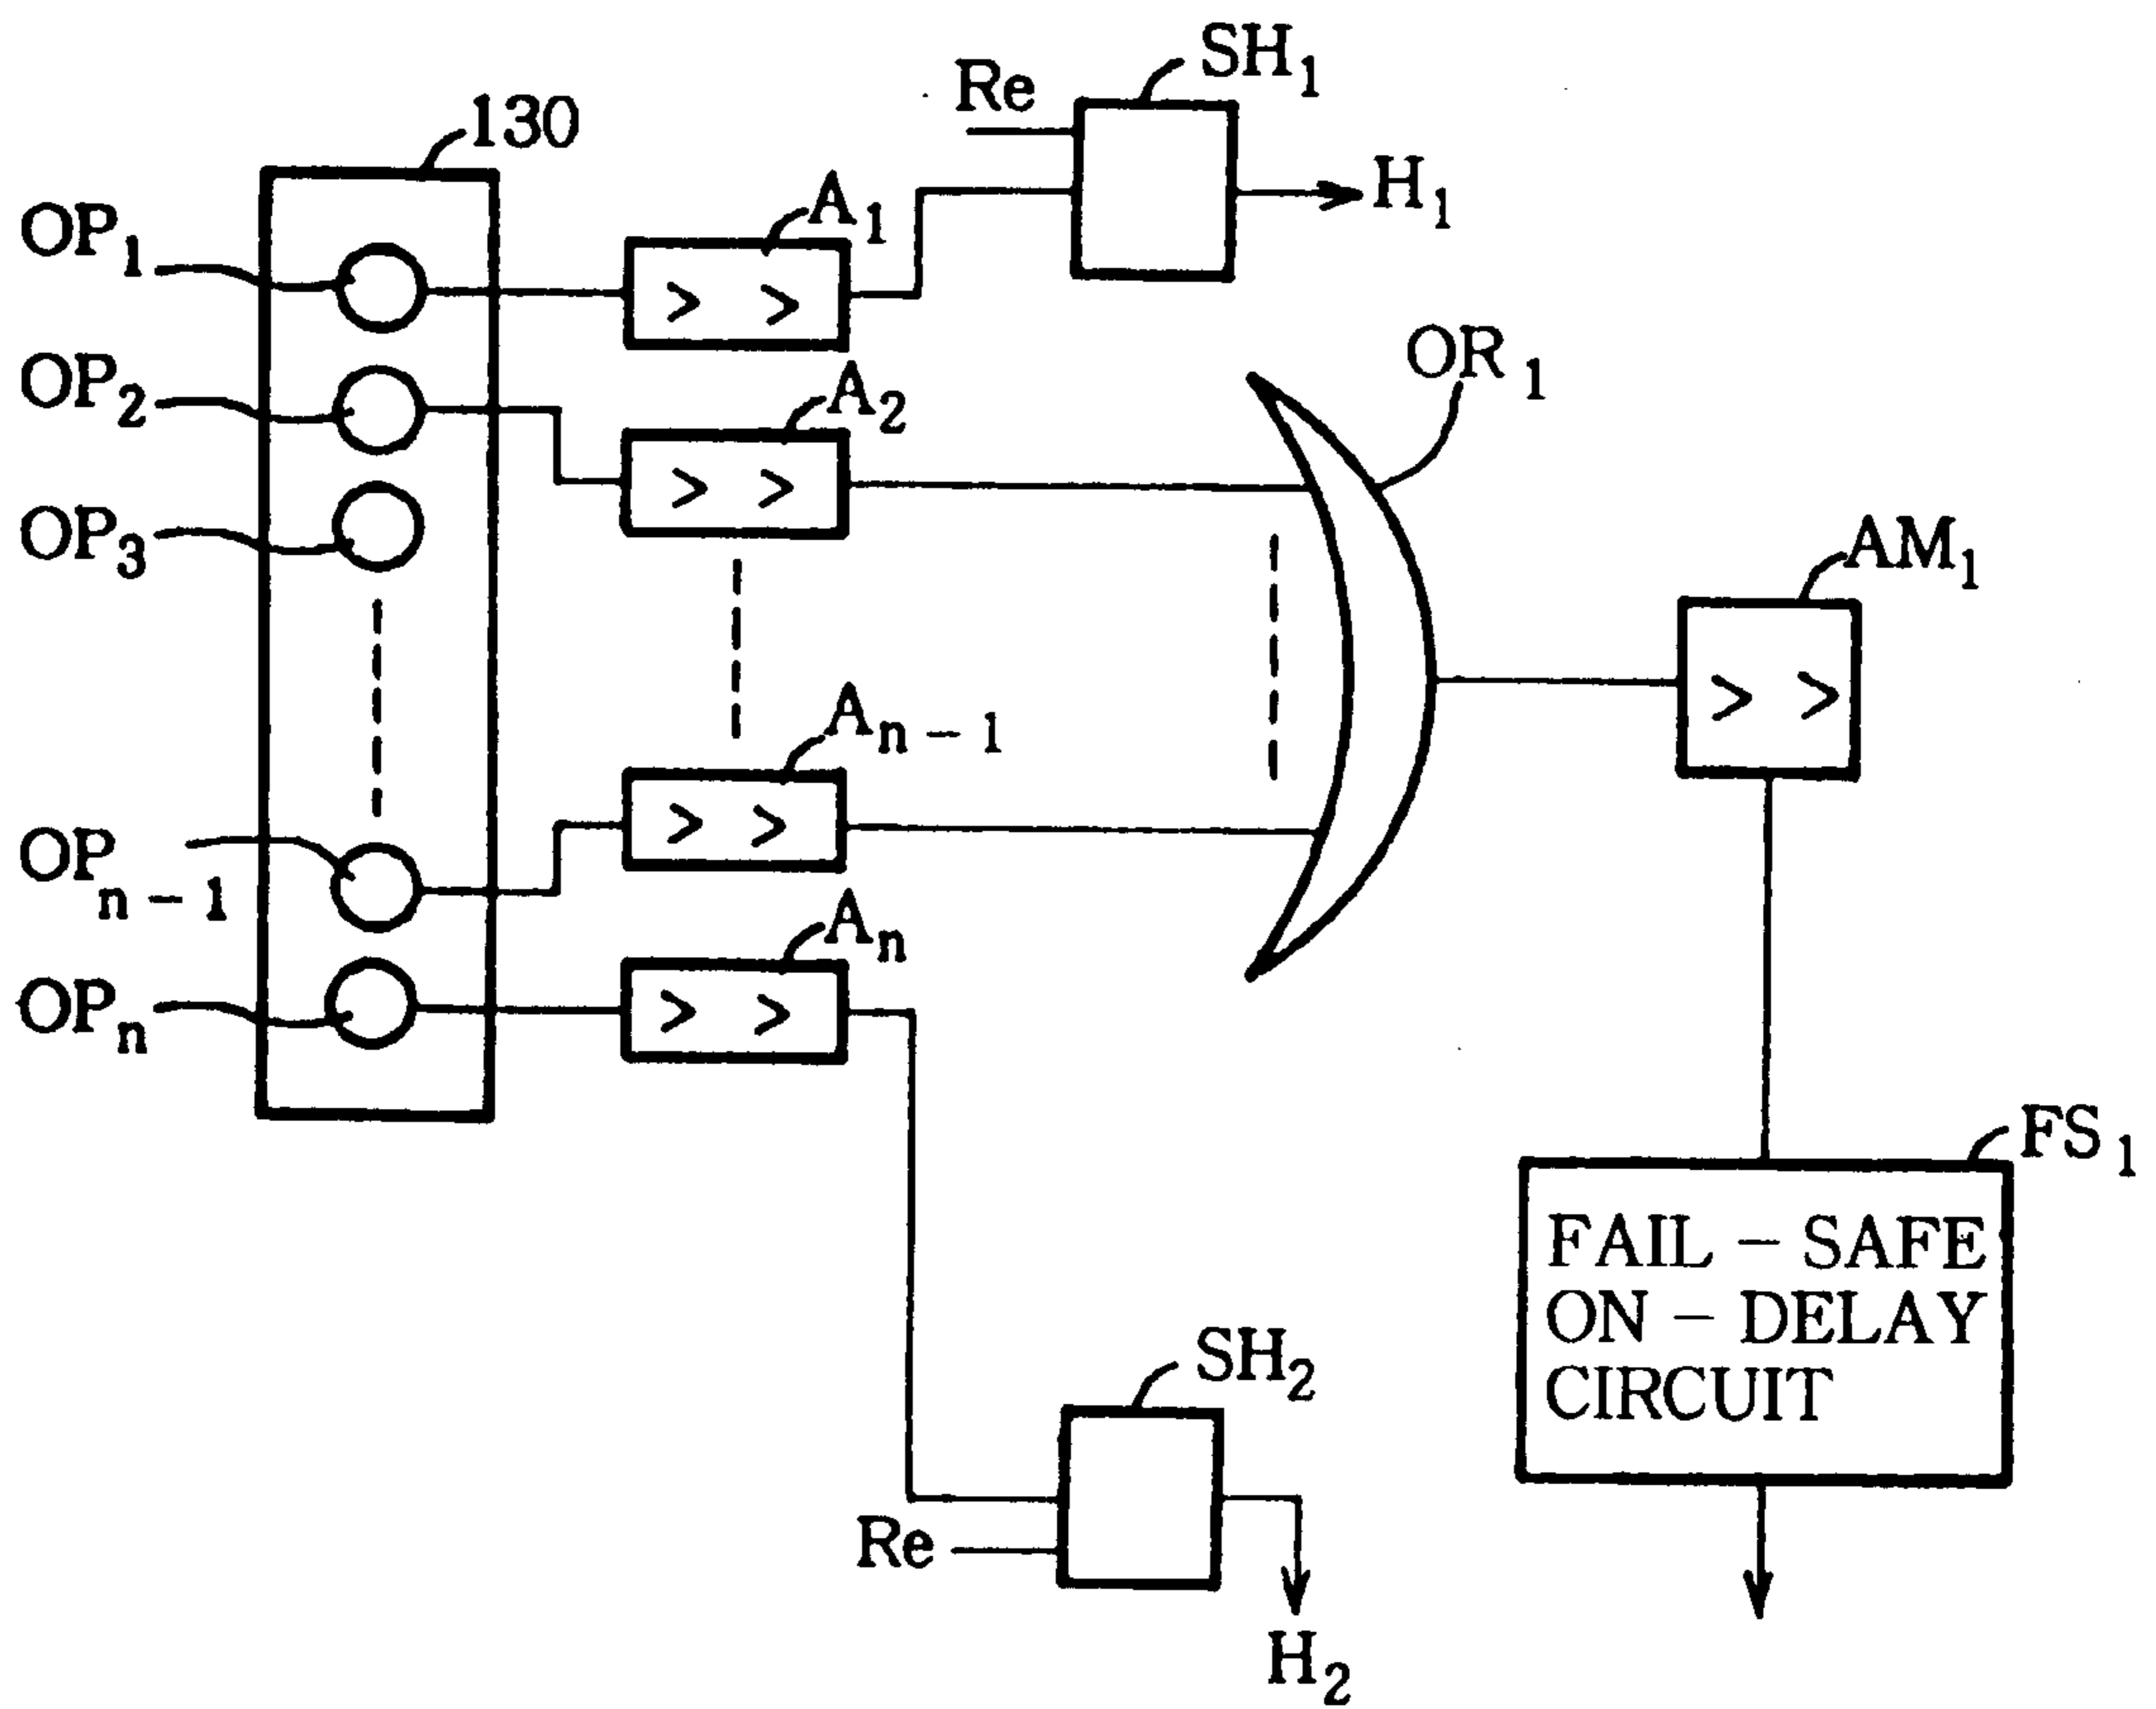 SH1
Re
130
H1
A1
OP1
OR1
OP2
A2
> >
OP3
AM1
An-1
> >
OPn-1
An
OPn
> >
FS1
FAIL-SAFE
ON-DELAY
CIRCUIT
SH2
Re
H2